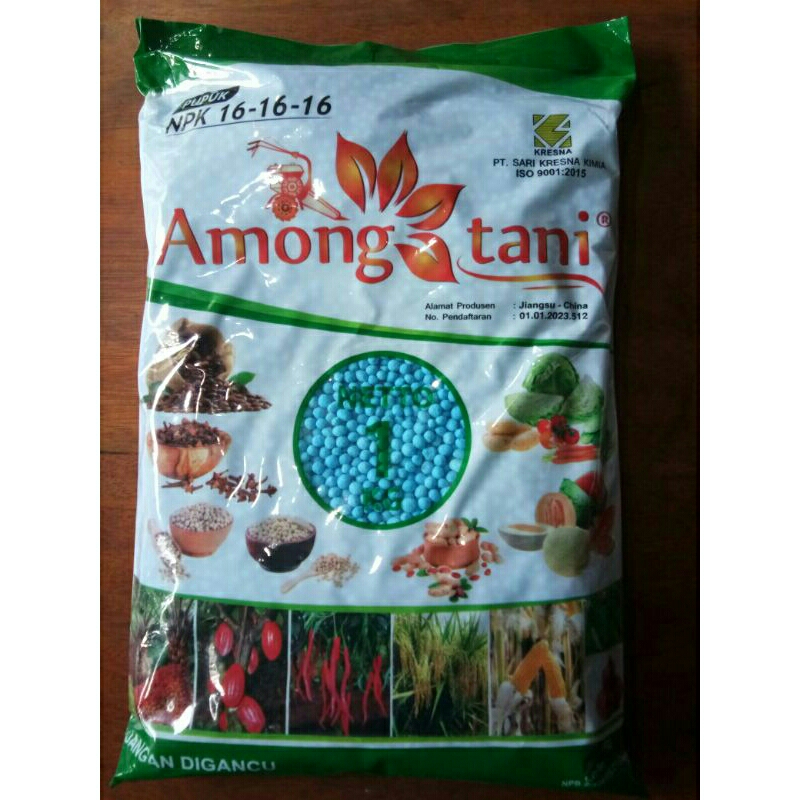 PUPUK
NPK 16-16-16
KRESNA
PT. SARI KRESNA KIMIA
ISO 9001:2015
Among tani®
Alamat Produsen : Jiangsu - China
No. Pendaftaran : 01.01.2023.512
NETTO
1
KG
JANGAN DIGANCU
NPK